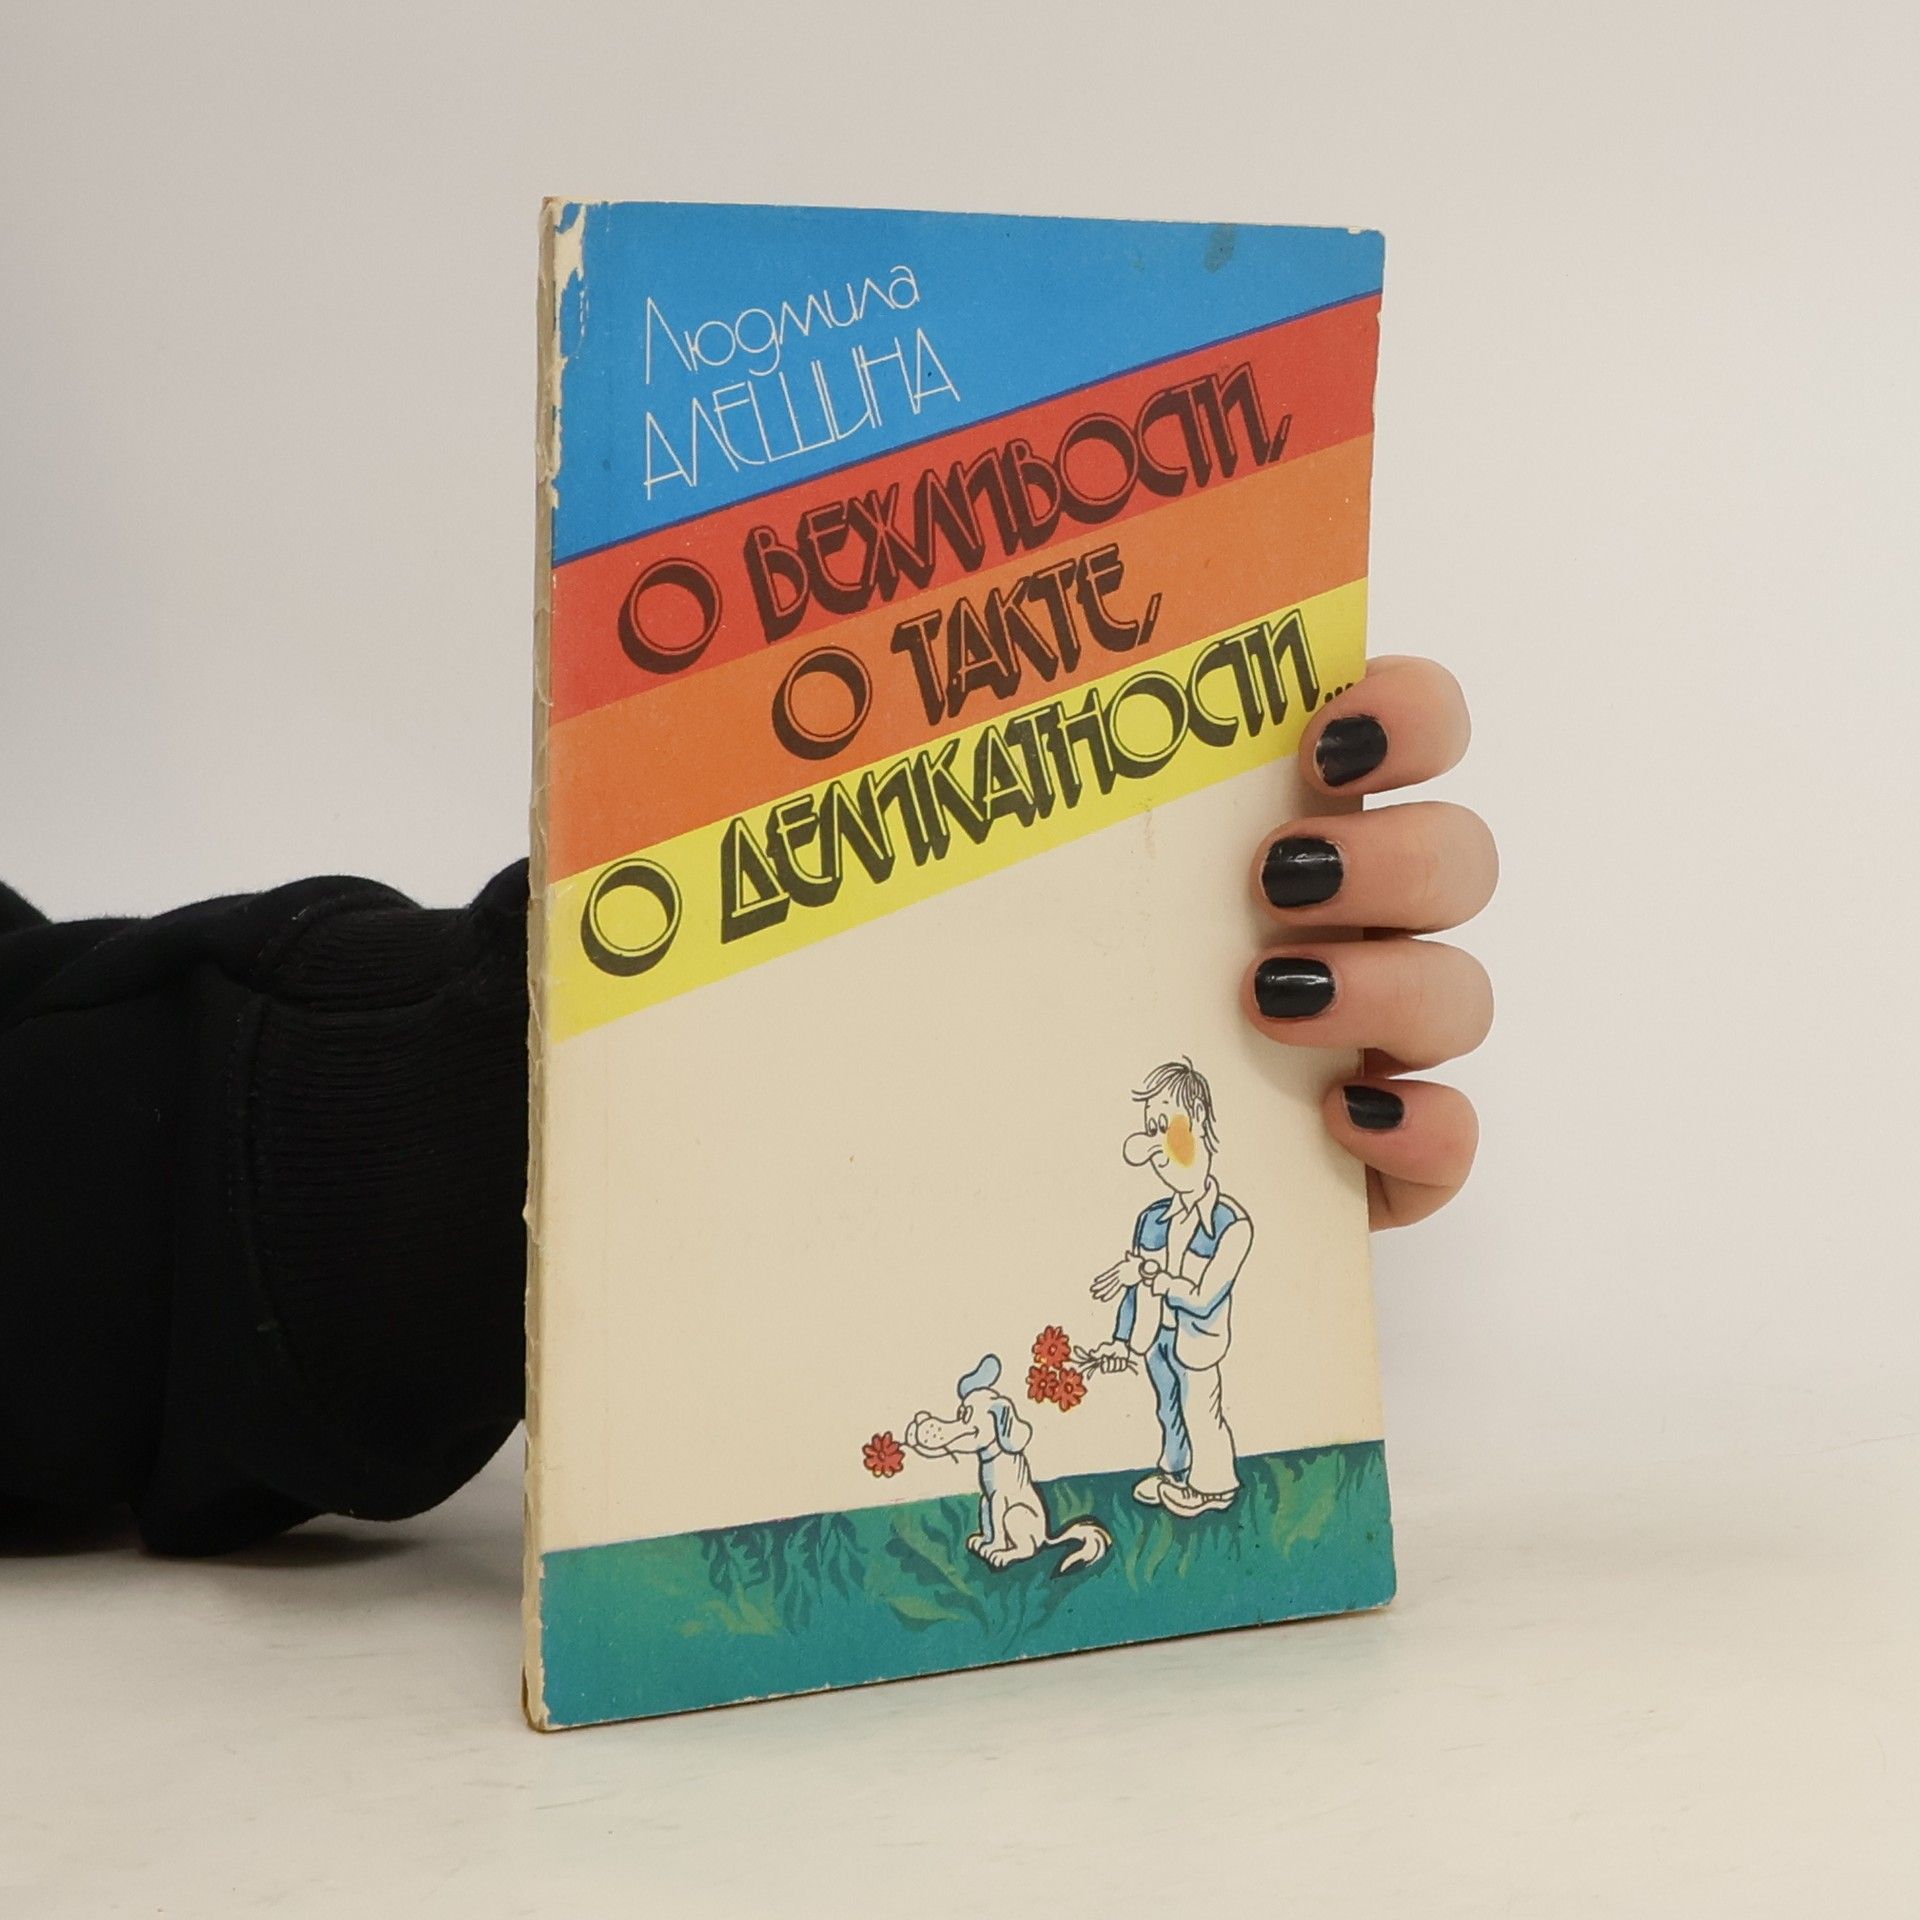 Людмила
АЛЕШИНА
О ВЕЖЛИВОСТИ,
О ТАКТЕ,
О ДЕЛИКАТНОСТИ...